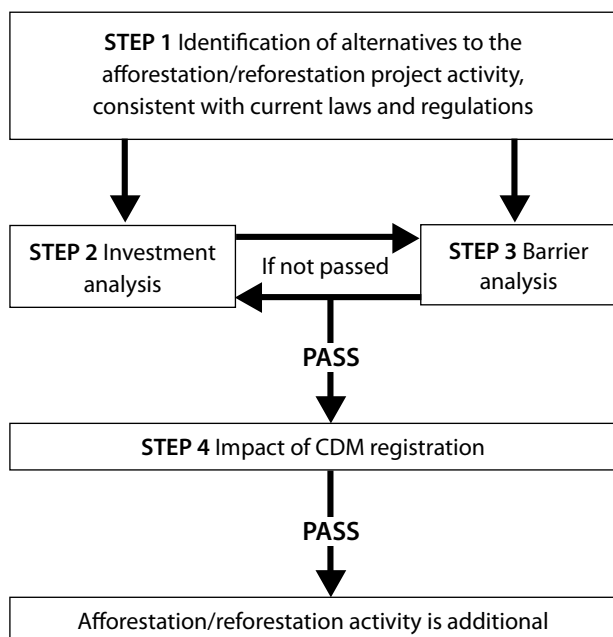 STEP 1 Identification of alternatives to the
afforestation/reforestation project activity,
consistent with current laws and regulations
STEP 2 Investment
analysis
If not passed
STEP 3 Barrier
analysis
PASS
STEP 4 Impact of CDM registration
PASS
Afforestation/reforestation activity is additional